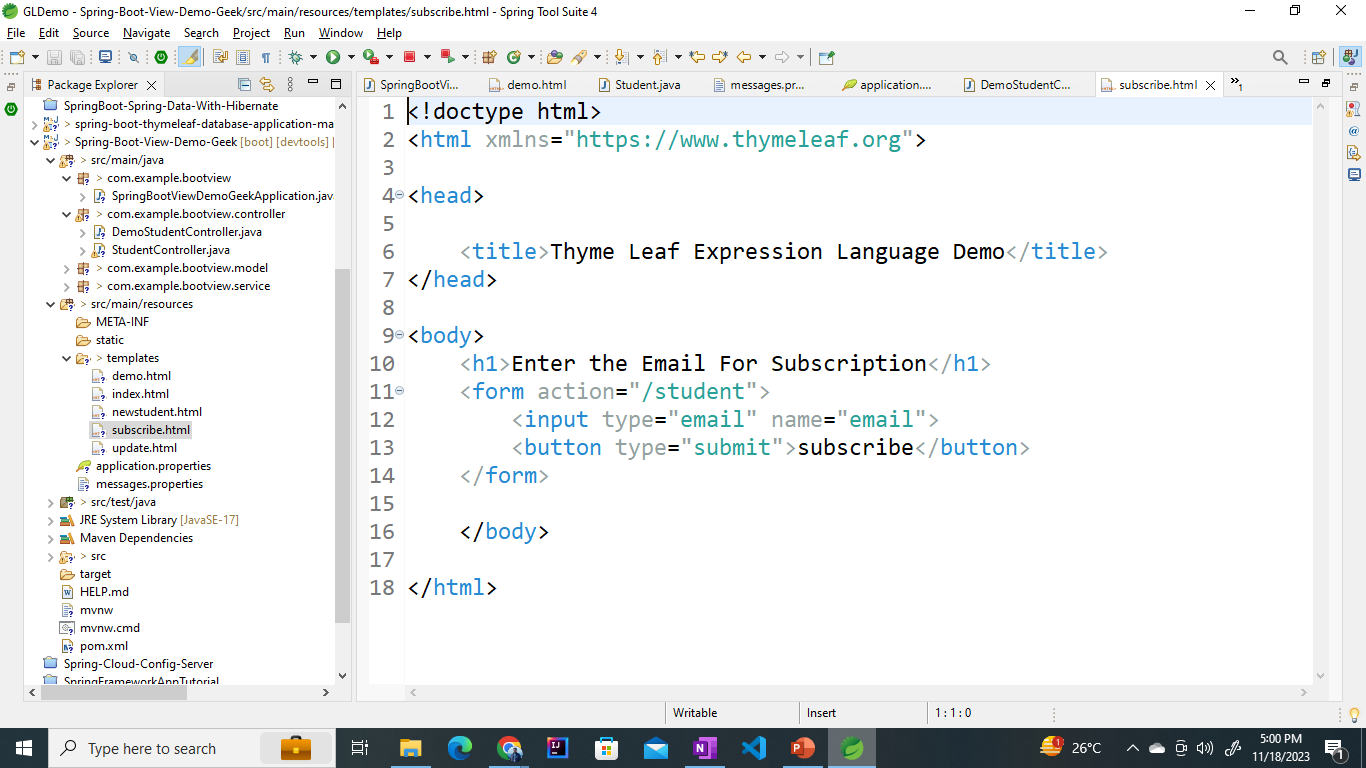 GLDemo - Spring-Boot-View-Demo-Geek/src/main/resources/templates/subscribe.html - Spring Tool Suite 4
File Edit Source Navigate Search Project Run Window Help
Package Explorer
SpringBoot-Spring-Data-With-Hibernate
> spring-boot-thymeleaf-database-application-ma
> Spring-Boot-View-Demo-Geek [boot] [devtools] [
> src/main/java
> com.example.bootview
> SpringBootViewDemoGeekApplication.java
> com.example.bootview.controller
DemoStudentController.java
StudentController.java
> com.example.bootview.model
> com.example.bootview.service
> src/main/resources
META-INF
static
> templates
demo.html
index.html
newstudent.html
subscribe.html
update.html
application.properties
messages.properties
> src/test/java
JRE System Library [JavaSE-17]
Maven Dependencies
> src
target
HELP.md
mvnw
mvnw.cmd
pom.xml
Spring-Cloud-Config-Server
SpringFrameworkAppTutorial
SpringBootVi... demo.html Student.java messages.pr... application.... DemoStudentC... subscribe.html »1
1 <!doctype html>
2 <html xmlns="https://www.thymeleaf.org">
3
4 <head>
5
6 <title>Thyme Leaf Expression Language Demo</title>
7 </head>
8
9 <body>
10 <h1>Enter the Email For Subscription</h1>
11 <form action="/student">
12 <input type="email" name="email">
13 <button type="submit">subscribe</button>
14 </form>
15
16 </body>
17
18 </html>
Writable Insert 1 : 1 : 0
Type here to search
1 26°C 5:00 PM
11/18/2023 1